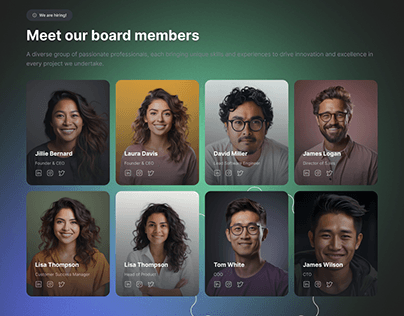 We are hiring!
Meet our board members
A diverse group of passionate professionals, each bringing unique skills and experiences to drive innovation and excellence in
every project we undertake.
Jillie Bernard
Founder & CEO
Laura Davis
Founder & CEO
David Miller
Lead Software Engineer
James Logan
Director of
Lisa Thompson
Customer Success Manager
Lisa Thompson
Head of Product
Tom White
COO
James Wilson
CTO